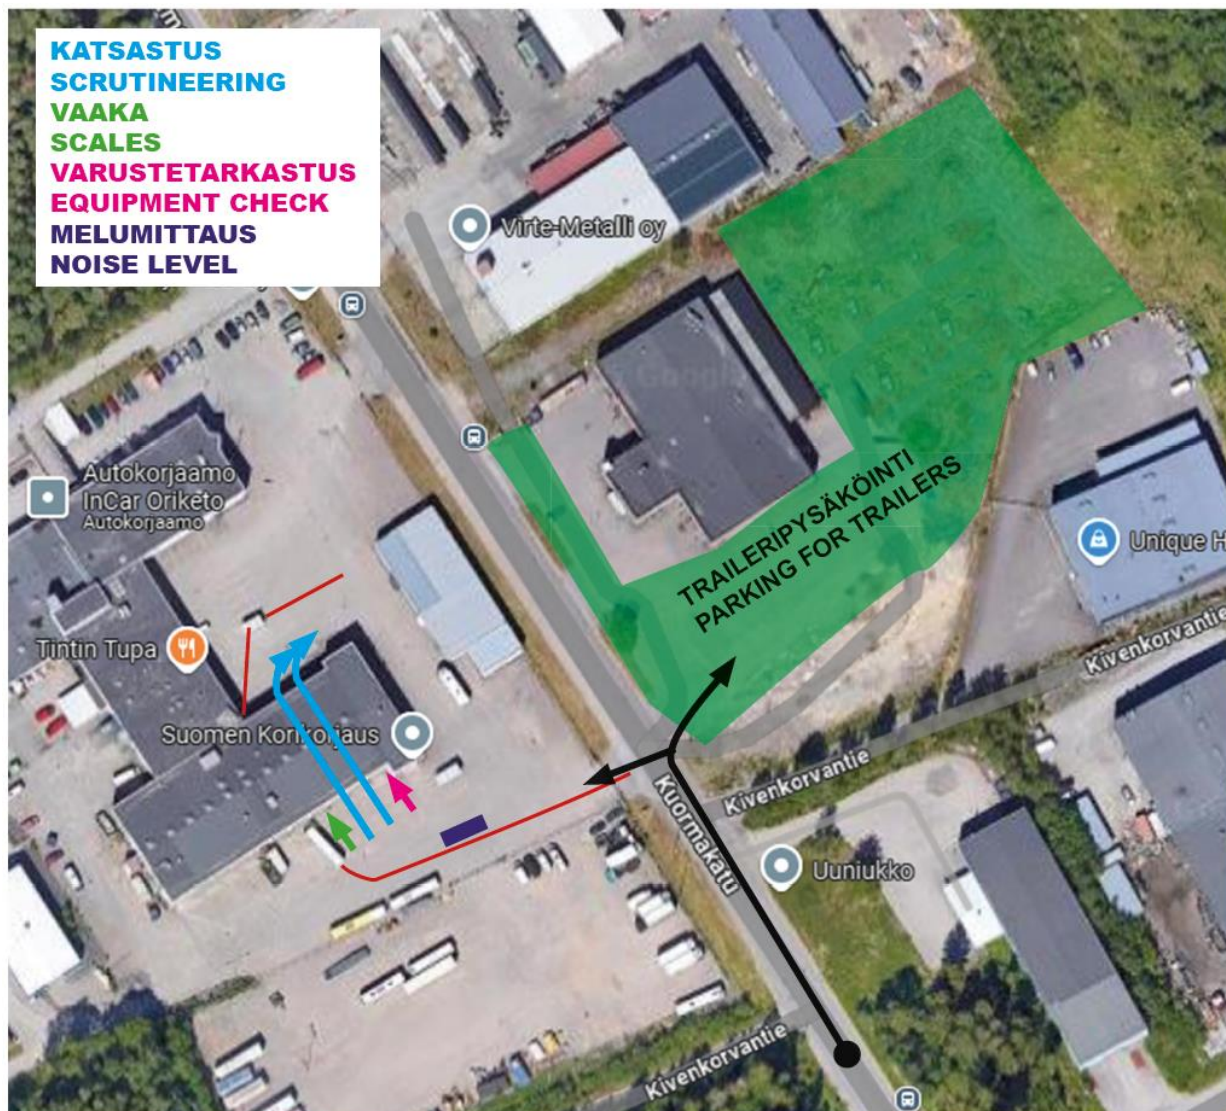 KATSASTUS
SCRUTINEERING
VAAKA
SCALES
VARUSTETARKASTUS
EQUIPMENT CHECK
MELUMITTAUS
NOISE LEVEL
Virte-Metalli oy
Google
Autokorjaamo
InCar Oriketo
Autokorjaamo
TRAILERIPYSÄKÖINTI
PARKING FOR TRAILERS
Unique H
Tintin Tupa
Kivenkorvantie
Suomen Korikorjaus
Kivenkorvantie
Kuormakatu
Uuniukko
Kivenkorvantie